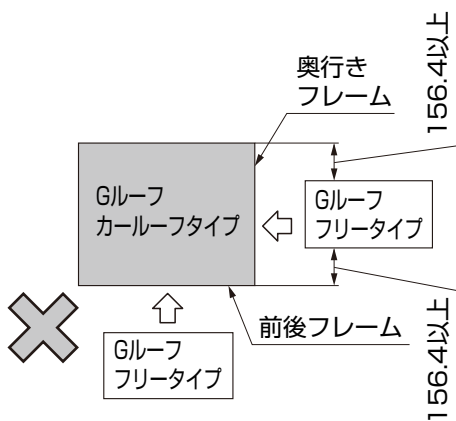 奥行き
フレーム
156.4以上
Gルーフ
カールーフタイプ
Gルーフ
フリータイプ
前後フレーム
Gルーフ
フリータイプ
156.4以上